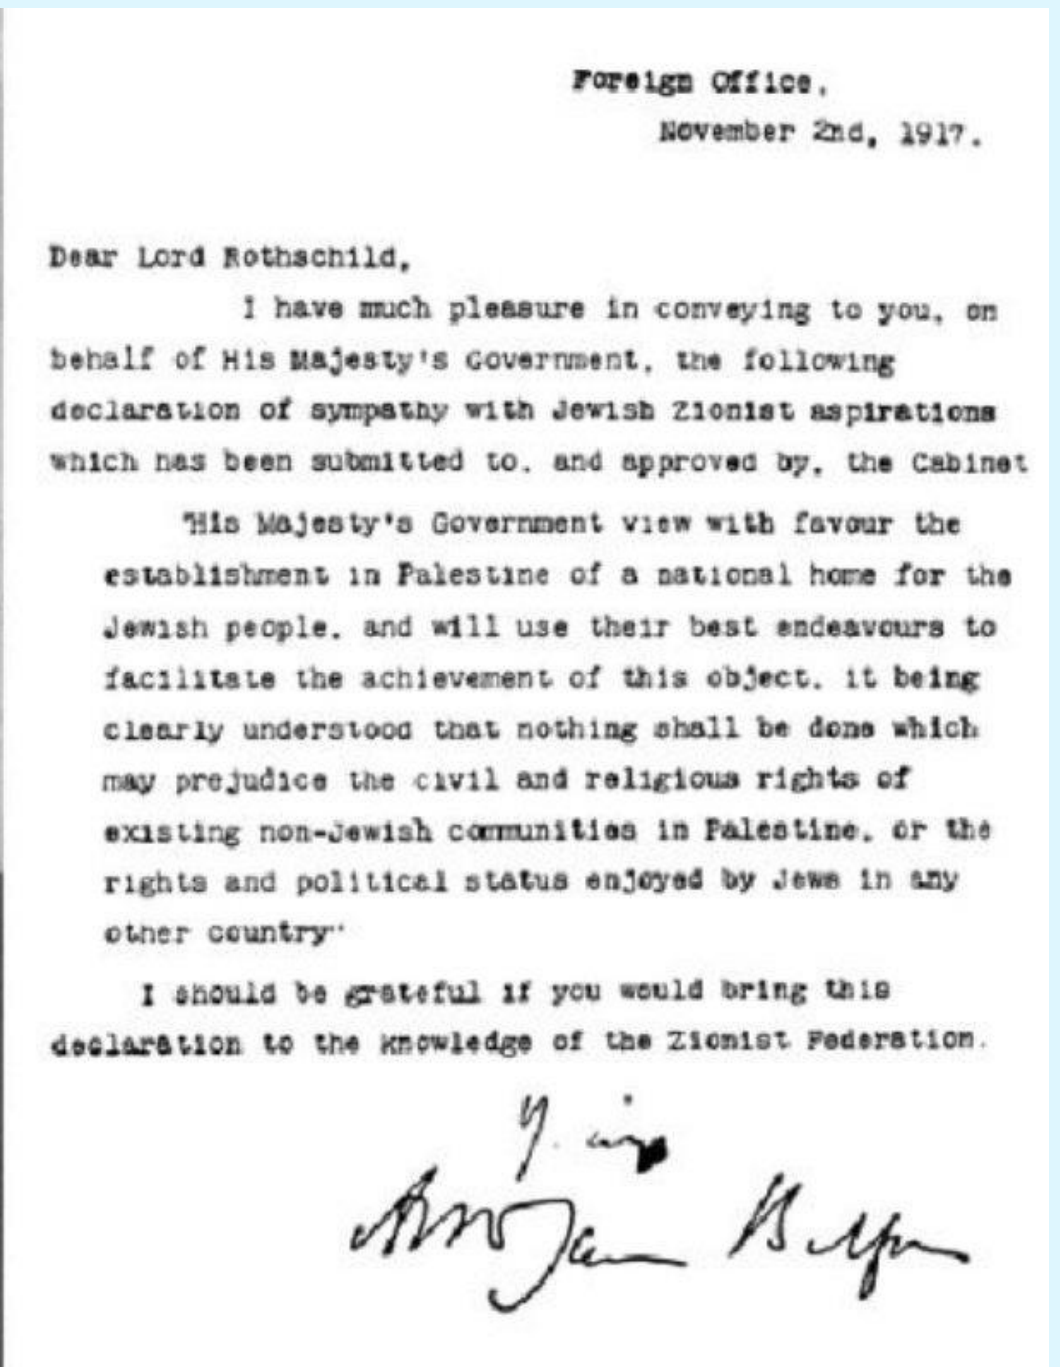 Foreign Office,
November 2nd, 1917.
Dear Lord Rothschild,
I have much pleasure in conveying to you, on
behalf of His Majesty's Government, the following
declaration of sympathy with Jewish Zionist aspirations
which has been submitted to, and approved by, the Cabinet
"His Majesty's Government view with favour the
establishment in Palestine of a national home for the
Jewish people, and will use their best endeavours to
facilitate the achievement of this object, it being
clearly understood that nothing shall be done which
may prejudice the civil and religious rights of
existing non-Jewish communities in Palestine, or the
rights and political status enjoyed by Jews in any
other country"
I should be grateful if you would bring this
declaration to the knowledge of the Zionist Federation.